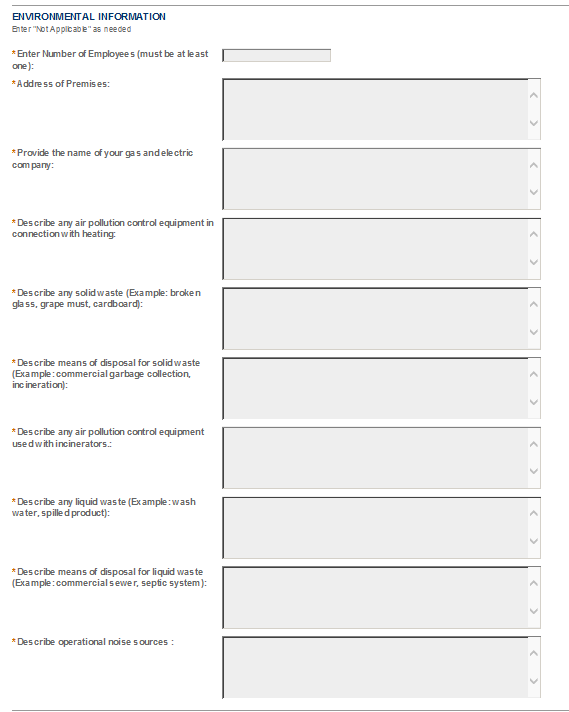 ENVIRONMENTAL INFORMATION
Enter "Not Applicable" as needed
*Enter Number of Employees (must be at least
one):
*Address of Premises:
*Provide the name of your gas and electric
company:
*Describe any air pollution control equipment in
connection with heating:
*Describe any solid waste (Example: broken
glass, grape must, cardboard):
*Describe means of disposal for solid waste
(Example: commercial garbage collection,
incineration):
*Describe any air pollution control equipment
used with incinerators.:
*Describe any liquid waste (Example: wash
water, spilled product):
*Describe means of disposal for liquid waste
(Example: commercial sewer, septic system):
*Describe operational noise sources :